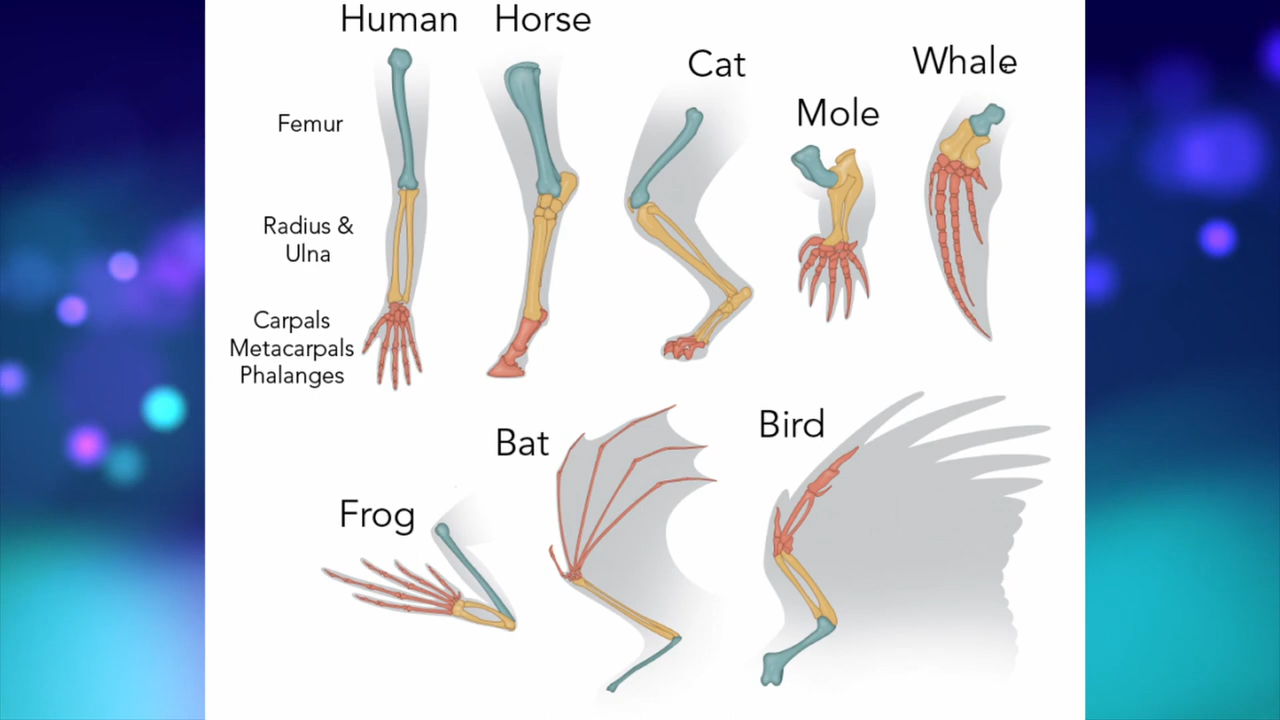 Human
Horse
Cat
Whale
Mole
Femur
Radius &
Ulna
Carpals
Metacarpals
Phalanges
Bat
Bird
Frog